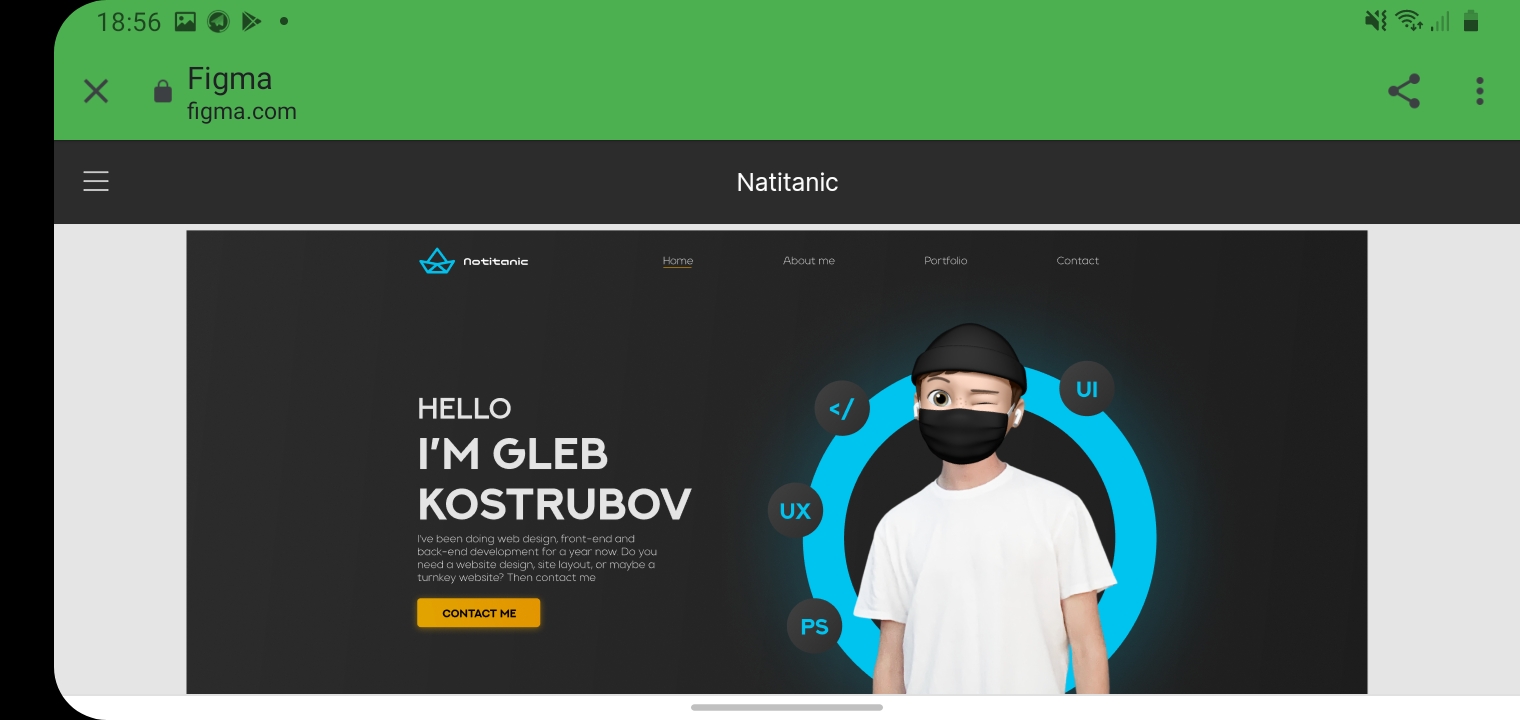 18:56
Figma
figma.com
Natitanic
notitanic
Home
About me
Portfolio
Contact
HELLO
I'M GLEB
KOSTRUBOV
I've been doing web design, front-end and
back-end development for a year now. Do you
need a website design, site layout, or maybe a
turnkey website? Then contact me
CONTACT ME
</
UI
UX
PS